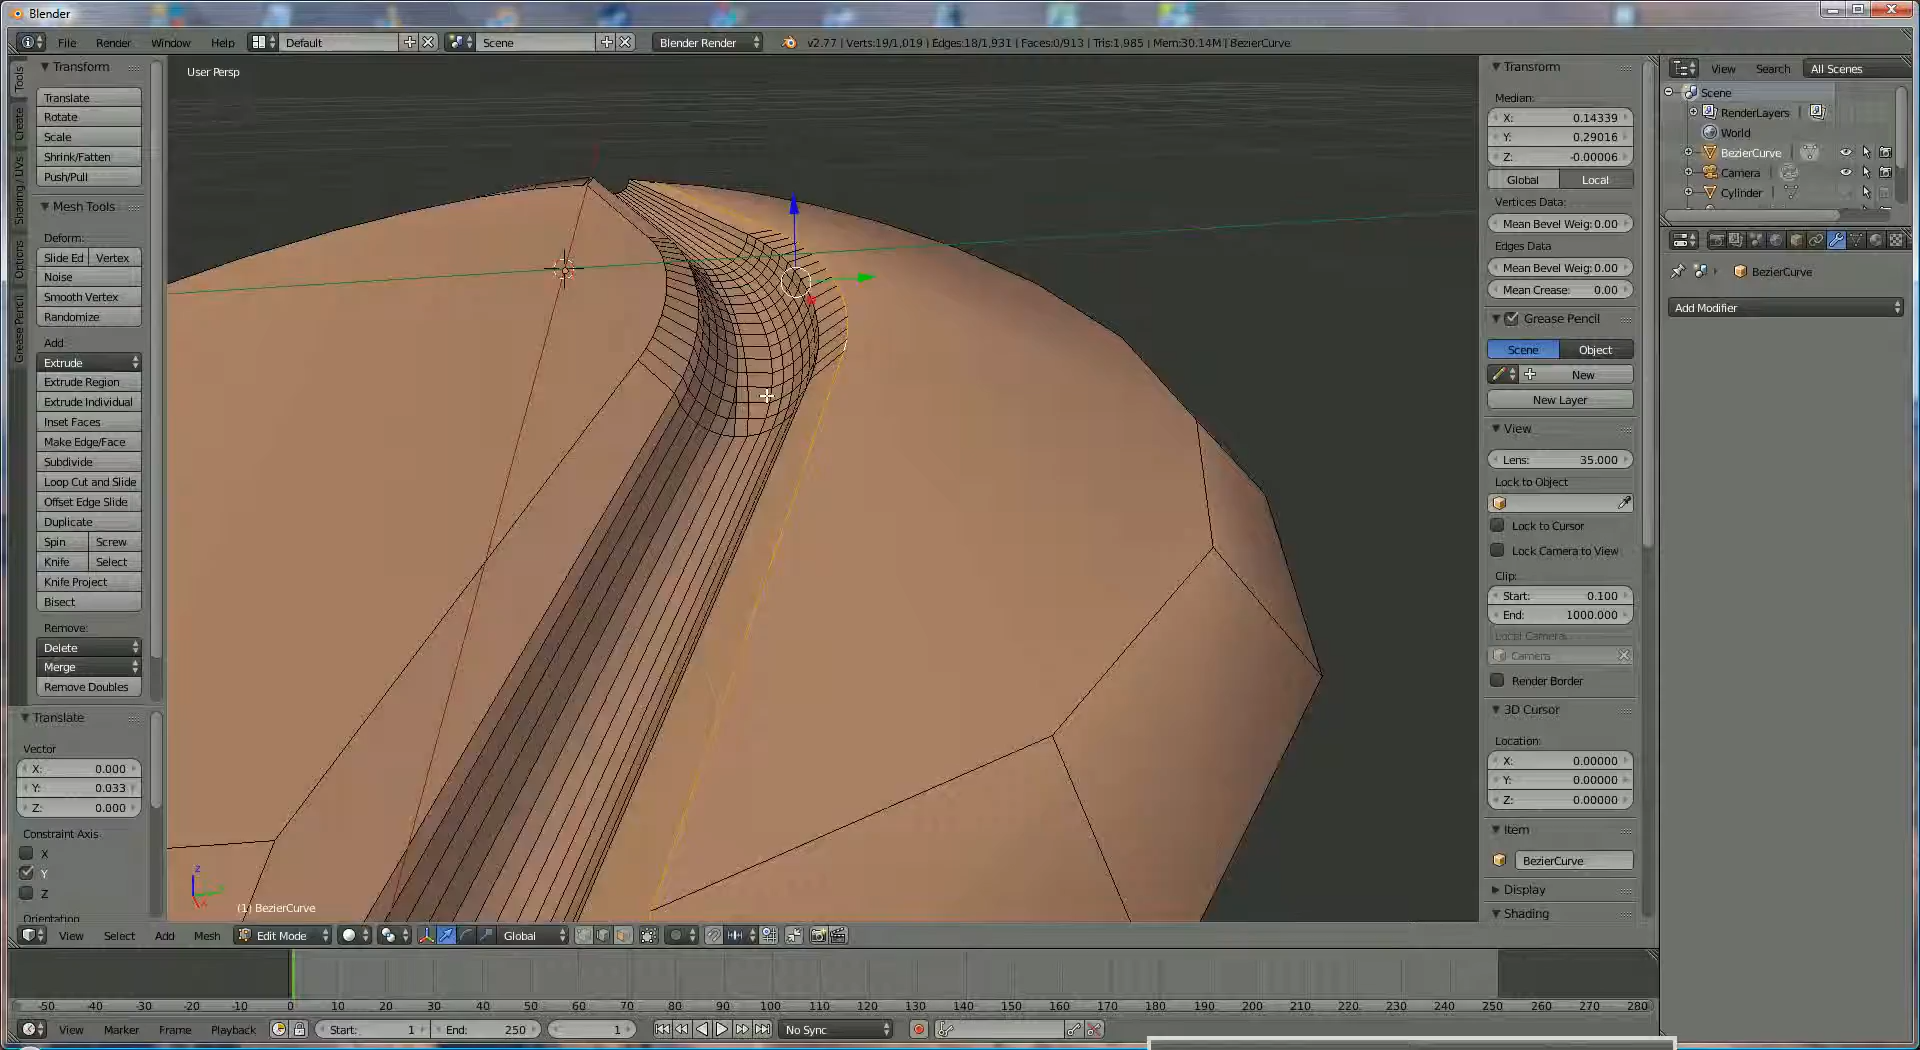 Blender
File Render Window Help Default Scene Blender Render v2.77 | Verts:19/1,019 | Edges:18/1,931 | Faces:0/913 | Tris:1,985 | Mem:30.14M | BezierCurve
Tools
Create
Shading / UVs
Options
Grease Pencil
Transform
Translate
Rotate
Scale
Shrink/Fatten
Push/Pull
Mesh Tools
Deform:
Slide Ed Vertex
Noise
Smooth Vertex
Randomize
Add:
Extrude
Extrude Region
Extrude Individual
Inset Faces
Make Edge/Face
Subdivide
Loop Cut and Slide
Offset Edge Slide
Duplicate
Spin Screw
Knife Select
Knife Project
Bisect
Remove:
Delete
Merge
Remove Doubles
Translate
Vector
X: 0.000
Y: 0.033
Z: 0.000
Constraint Axis
X
Y
Z
Orientation
User Persp
(1) BezierCurve
Transform
Median:
X: 0.14339
Y: 0.29016
Z: -0.00006
Global Local
Vertices Data:
Mean Bevel Weig: 0.00
Edges Data
Mean Bevel Weig: 0.00
Mean Crease: 0.00
Grease Pencil
Scene Object
New
New Layer
View
Lens: 35.000
Lock to Object
Lock to Cursor
Lock Camera to View
Clip:
Start: 0.100
End: 1000.000
Local Camera:
Camera
Render Border
3D Cursor
Location:
X: 0.00000
Y: 0.00000
Z: 0.00000
Item
BezierCurve
Display
Shading
View Search All Scenes
Scene
RenderLayers
World
BezierCurve
Camera
Cylinder
BezierCurve
Add Modifier
View Select Add Mesh Edit Mode Global
-50 -40 -30 -20 -10 0 10 20 30 40 50 60 70 80 90 100 110 120 130 140 150 160 170 180 190 200 210 220 230 240 250 260 270 280
View Marker Frame Playback Start: 1 End: 250 1 No Sync